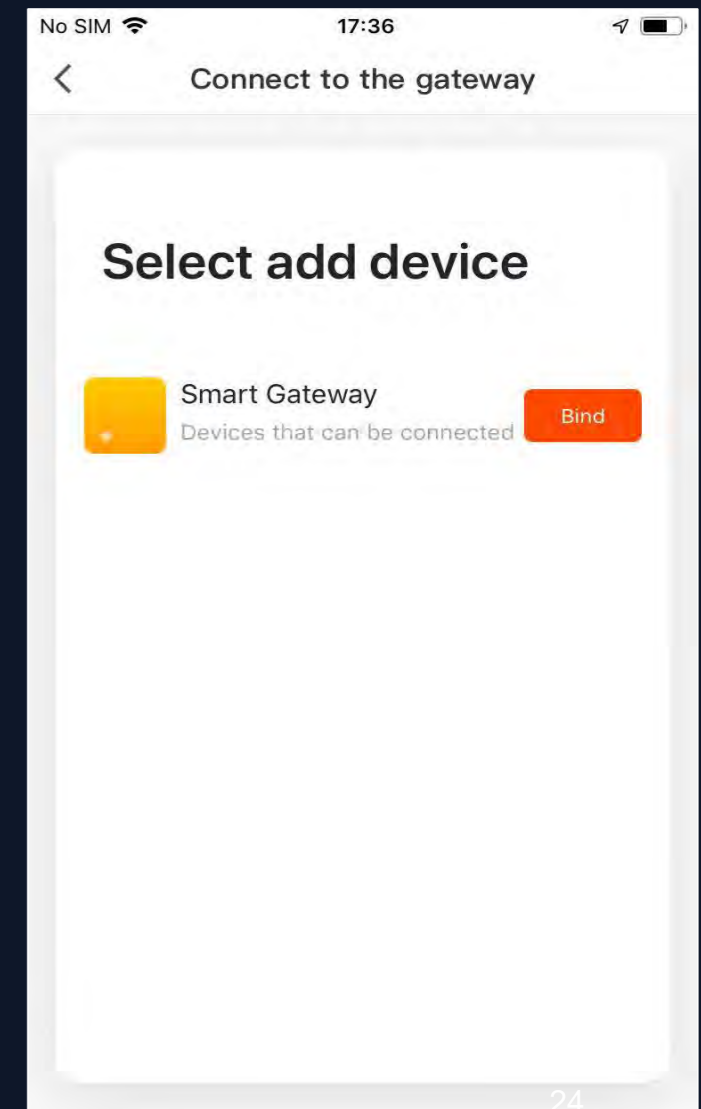 No SIM 17:36
Connect to the gateway
Select add device
Smart Gateway
Devices that can be connected
Bind
24